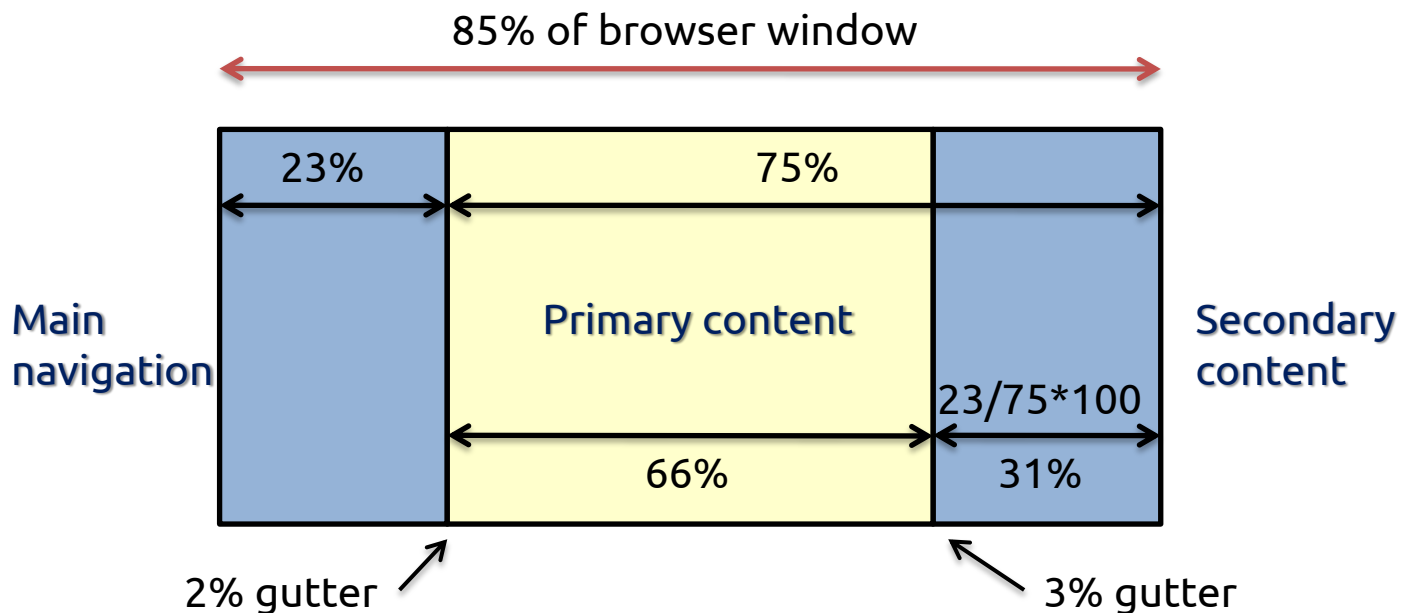 85% of browser window
23%
75%
Main
navigation
Primary content
Secondary
content
23/75*100
66%
31%
2% gutter
3% gutter